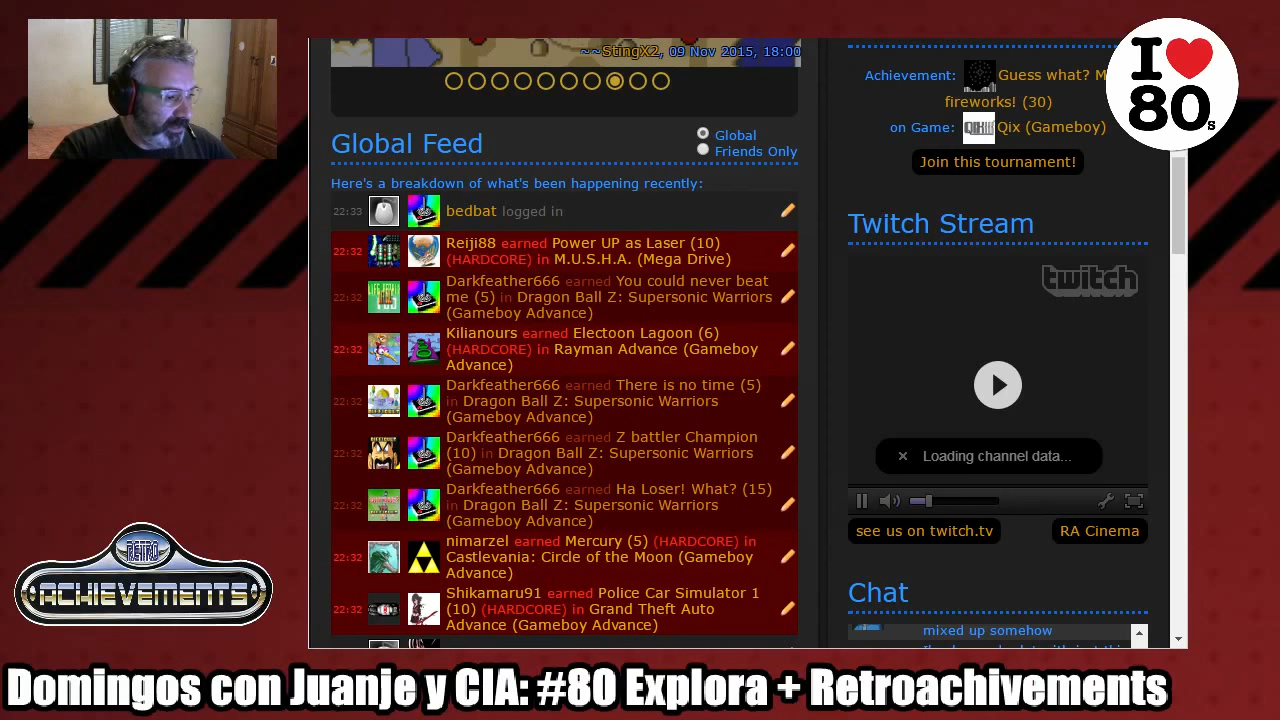 ~~StingX2, 09 Nov 2015, 18:00
Global Feed
Global
Friends Only
Here's a breakdown of what's been happening recently:
22:33 bedbat logged in
22:32 Reiji88 earned Power UP as Laser (10)
(HARDCORE) in M.U.S.H.A. (Mega Drive)
22:32 Darkfeather666 earned You could never beat
me (5) in Dragon Ball Z: Supersonic Warriors
(Gameboy Advance)
22:32 Kilianours earned Electoon Lagoon (6)
(HARDCORE) in Rayman Advance (Gameboy
Advance)
22:32 Darkfeather666 earned There is no time (5)
in Dragon Ball Z: Supersonic Warriors
(Gameboy Advance)
22:32 Darkfeather666 earned Z battler Champion
(10) in Dragon Ball Z: Supersonic Warriors
(Gameboy Advance)
22:32 Darkfeather666 earned Ha Loser! What? (15)
in Dragon Ball Z: Supersonic Warriors
(Gameboy Advance)
22:32 nimarzel earned Mercury (5) (HARDCORE) in
Castlevania: Circle of the Moon (Gameboy
Advance)
22:32 Shikamaru91 earned Police Car Simulator 1
(10) (HARDCORE) in Grand Theft Auto
Advance (Gameboy Advance)
Achievement: Guess what? M
fireworks! (30)
on Game: Qix (Gameboy)
Join this tournament!
I
80s
Twitch Stream
twitch
× Loading channel data...
see us on twitch.tv
RA Cinema
Chat
mixed up somehow
RETRO
ACHIEVEMENTS
Domingos con Juanje y CIA: #80 Explora + Retroachivements